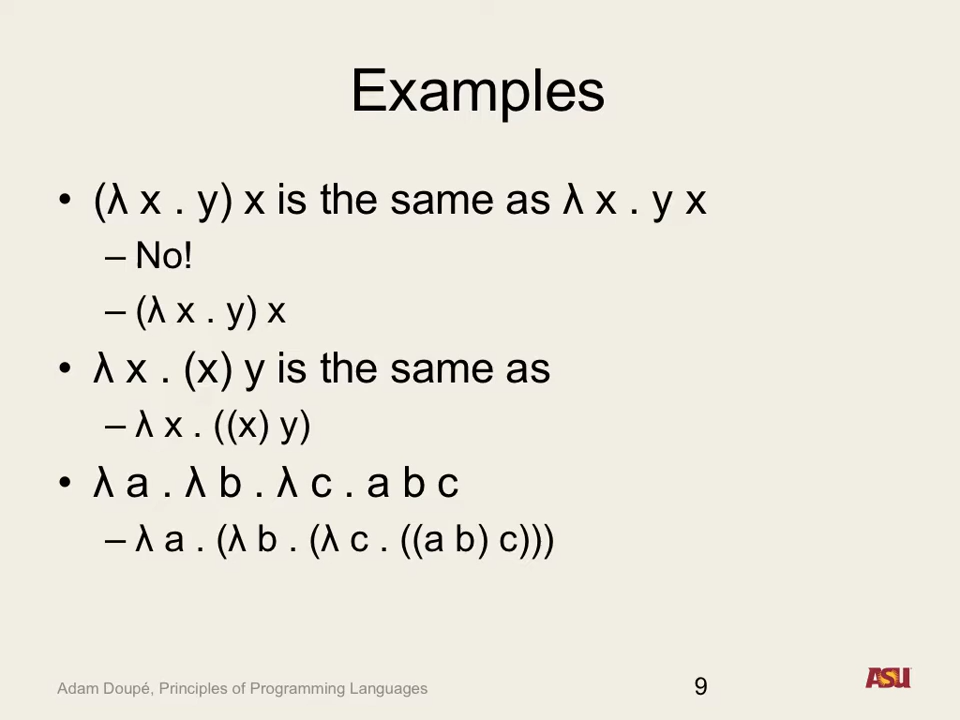 Examples
• (λ x . y) x is the same as λ x . y x
– No!
– (λ x . y) x
• λ x . (x) y is the same as
– λ x . ((x) y)
• λ a . λ b . λ c . a b c
– λ a . (λ b . (λ c . ((a b) c)))
Adam Doupé, Principles of Programming Languages
9
ASU